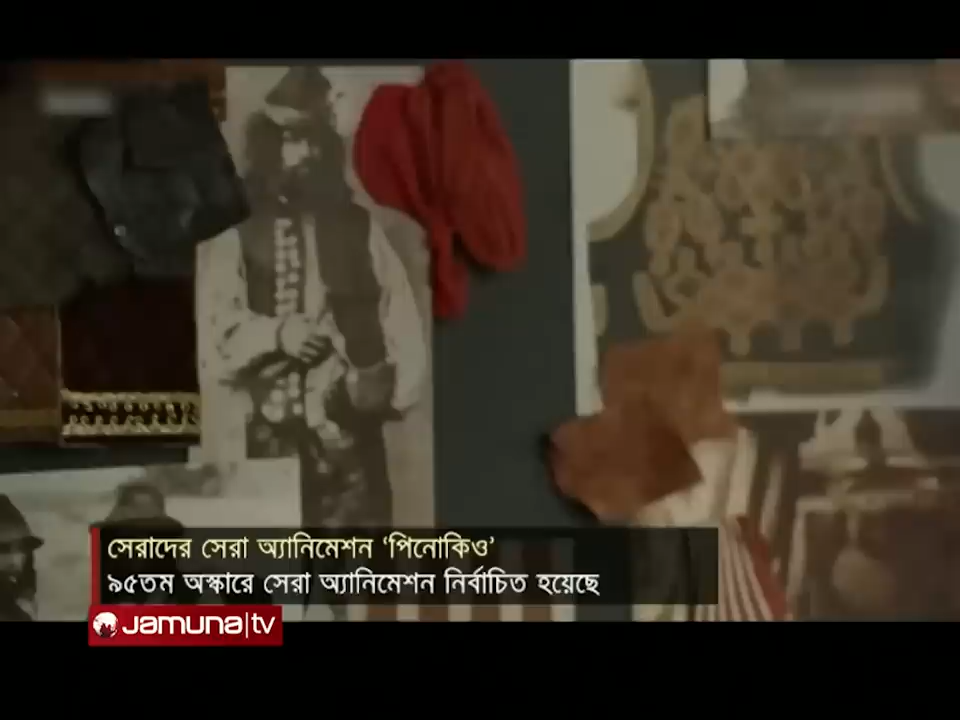 সেরাদের সেরা অ্যানিমেশন ‘পিনোকিও’
৯৫তম অস্কারে সেরা অ্যানিমেশন নির্বাচিত হয়েছে
Jamuna|tv